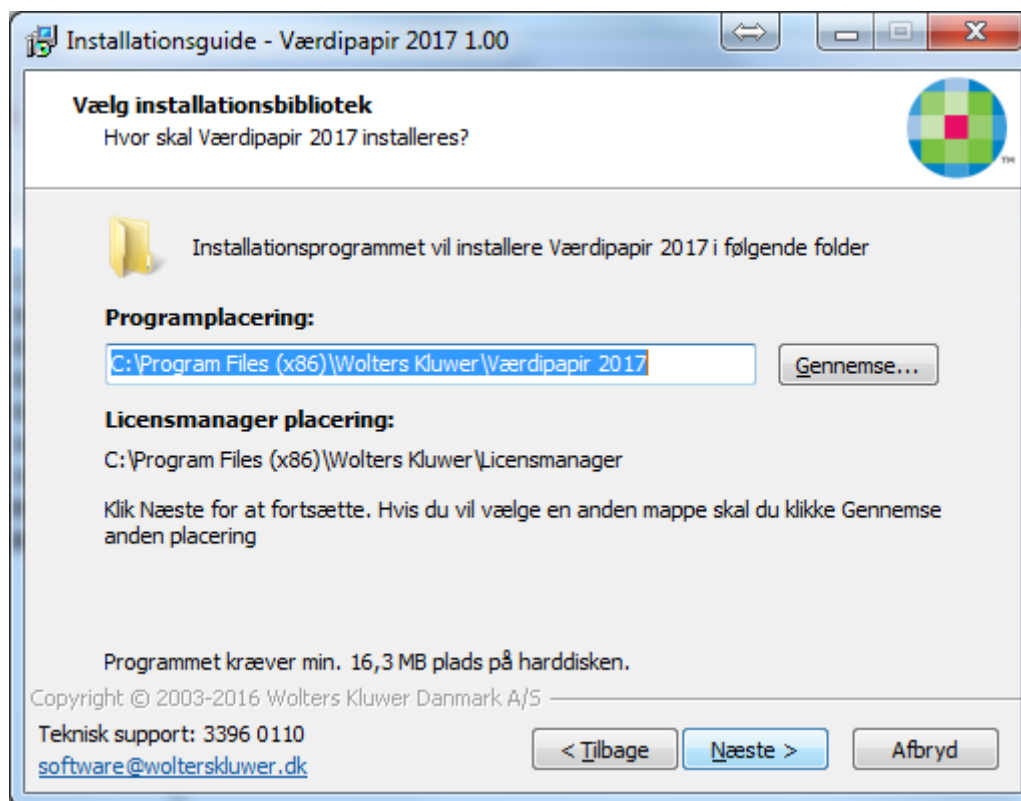 Installationsguide - Værdipapir 2017 1.00
Vælg installationsbibliotek
Hvor skal Værdipapir 2017 installeres?
TM
Installationsprogrammet vil installere Værdipapir 2017 i følgende folder
Programplacering:
C:\Program Files (x86)\Wolters Kluwer\Værdipapir 2017
Gennemse...
Licensmanager placering:
C:\Program Files (x86)\Wolters Kluwer\Licensmanager
Klik Næste for at fortsætte. Hvis du vil vælge en anden mappe skal du klikke Gennemse
anden placering
Programmet kræver min. 16,3 MB plads på harddisken.
Copyright © 2003-2016 Wolters Kluwer Danmark A/S
Teknisk support: 3396 0110
software@wolterskluwer.dk
< Tilbage
Næste >
Afbryd